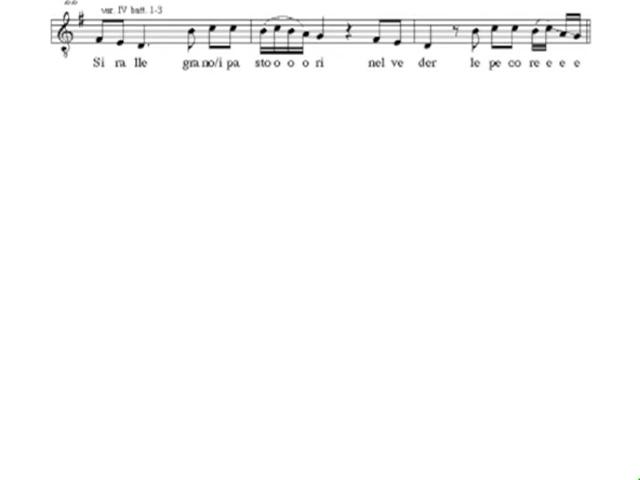 var. IV batt. 1-3
Si ra lle gra no/i pa sto o o o ri nel ve der le pe co re e e e